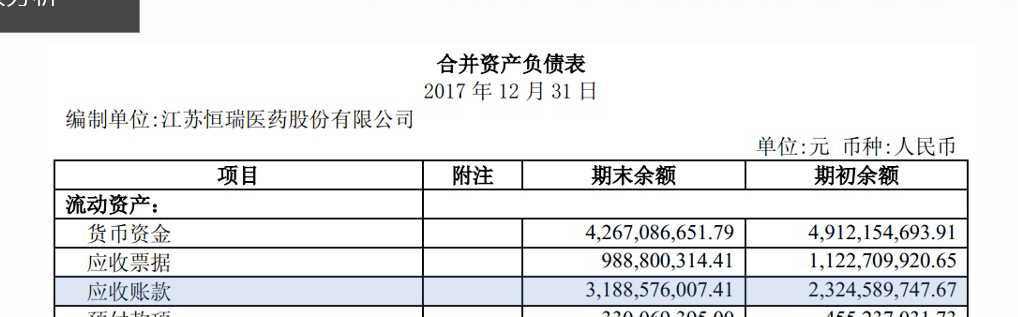 合并资产负债表
2017 年 12 月 31 日
编制单位:江苏恒瑞医药股份有限公司
单位:元 币种:人民币
项目 附注 期末余额 期初余额
流动资产：
货币资金 4,267,086,651.79 4,912,154,693.91
应收票据 988,800,314.41 1,122,709,920.65
应收账款 3,188,576,007.41 2,324,589,747.67